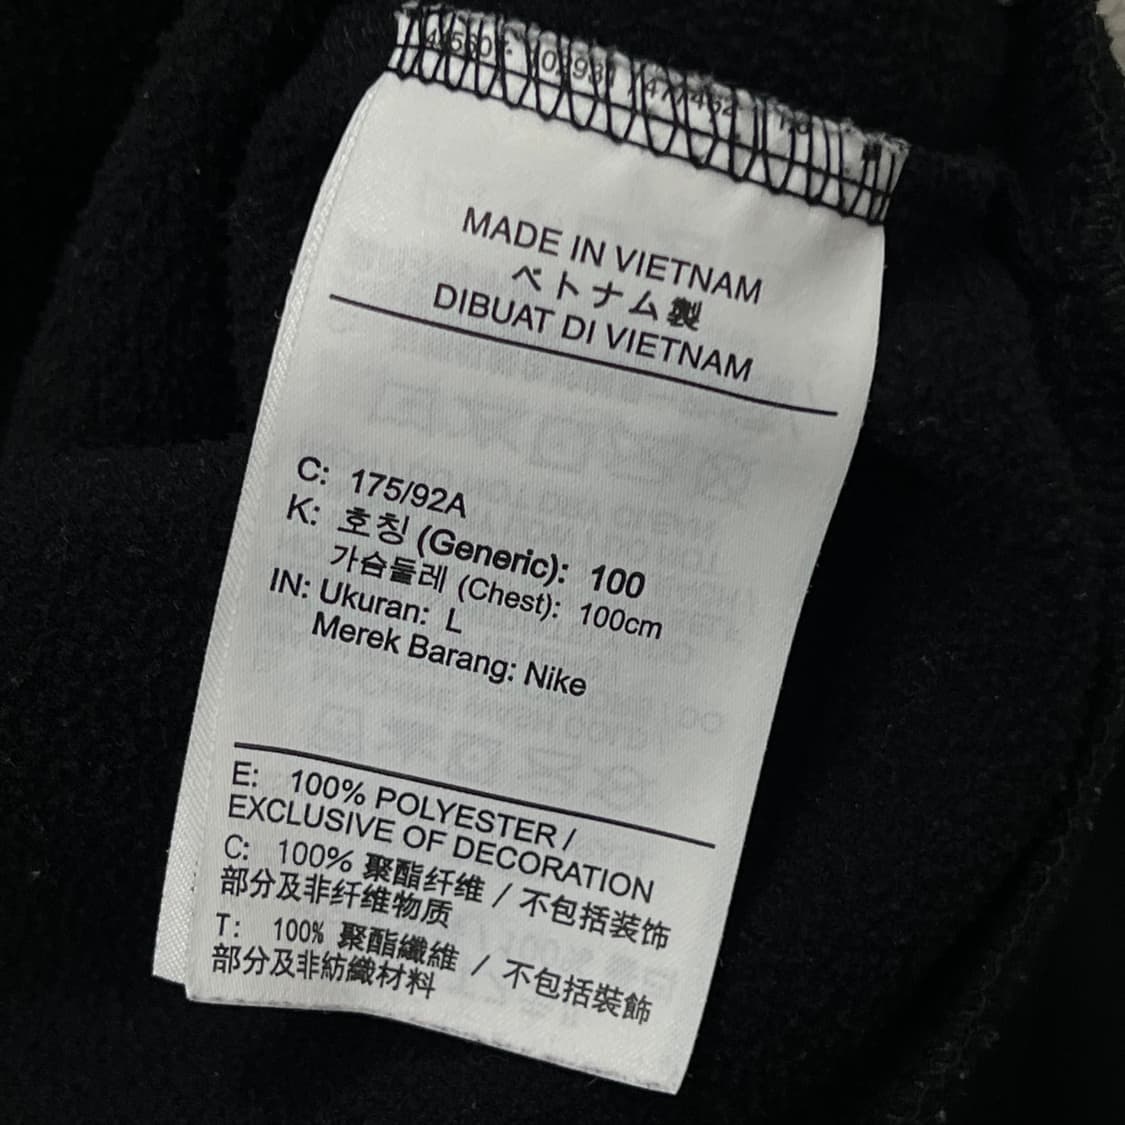 MADE IN VIETNAM
ベトナム製
DIBUAT DI VIETNAM
C: 175/92A
K: 호칭 (Generic): 100
가슴둘레 (Chest): 100cm
IN: Ukuran: L
Merek Barang: Nike
E: 100% POLYESTER /
EXCLUSIVE OF DECORATION
C: 100% 聚酯纤维 / 不包括装饰
部分及非纤维物质
T: 100% 聚酯纖維 / 不包括裝飾
部分及非紡織材料